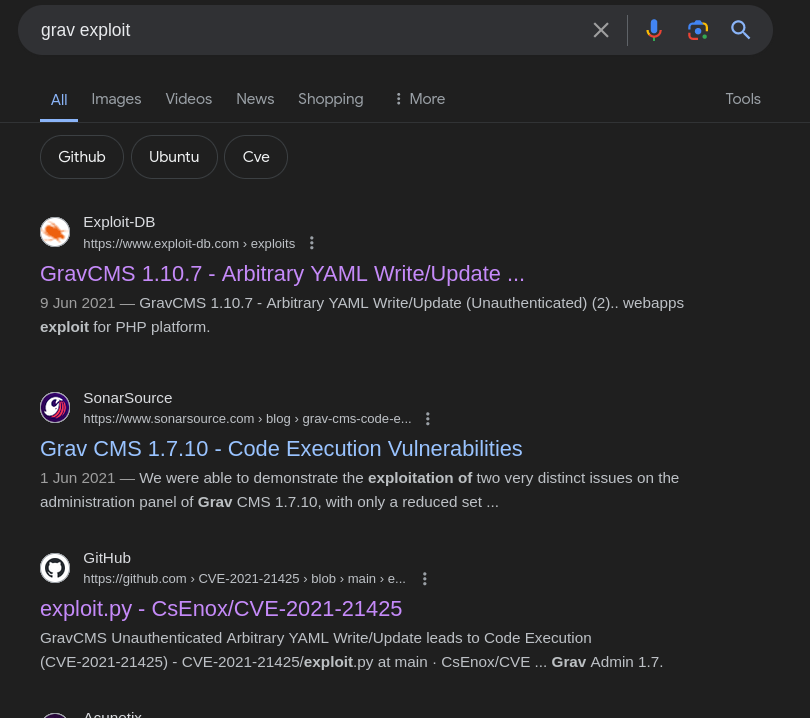 grav exploit
All Images Videos News Shopping More Tools
Github Ubuntu Cve
Exploit-DB
https://www.exploit-db.com › exploits
GravCMS 1.10.7 - Arbitrary YAML Write/Update ...
9 Jun 2021 — GravCMS 1.10.7 - Arbitrary YAML Write/Update (Unauthenticated) (2).. webapps
exploit for PHP platform.
SonarSource
https://www.sonarsource.com › blog › grav-cms-code-e...
Grav CMS 1.7.10 - Code Execution Vulnerabilities
1 Jun 2021 — We were able to demonstrate the exploitation of two very distinct issues on the
administration panel of Grav CMS 1.7.10, with only a reduced set ...
GitHub
https://github.com › CVE-2021-21425 › blob › main › e...
exploit.py - CsEnox/CVE-2021-21425
GravCMS Unauthenticated Arbitrary YAML Write/Update leads to Code Execution
(CVE-2021-21425) - CVE-2021-21425/exploit.py at main · CsEnox/CVE ... Grav Admin 1.7.
Acunetix